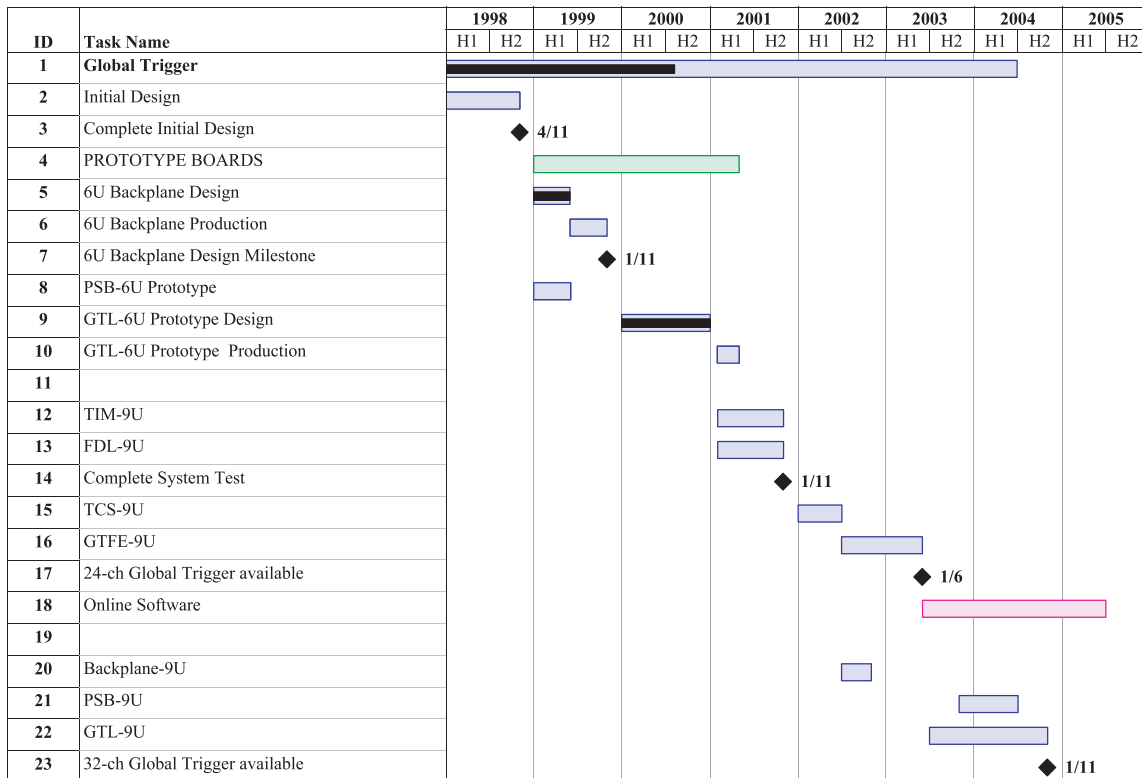 1998 1999 2000 2001 2002 2003 2004 2005
ID Task Name H1 H2 H1 H2 H1 H2 H1 H2 H1 H2 H1 H2 H1 H2 H1 H2
1 Global Trigger
2 Initial Design
3 Complete Initial Design 4/11
4 PROTOTYPE BOARDS
5 6U Backplane Design
6 6U Backplane Production
7 6U Backplane Design Milestone 1/11
8 PSB-6U Prototype
9 GTL-6U Prototype Design
10 GTL-6U Prototype Production
11
12 TIM-9U
13 FDL-9U
14 Complete System Test 1/11
15 TCS-9U
16 GTFE-9U
17 24-ch Global Trigger available 1/6
18 Online Software
19
20 Backplane-9U
21 PSB-9U
22 GTL-9U
23 32-ch Global Trigger available 1/11